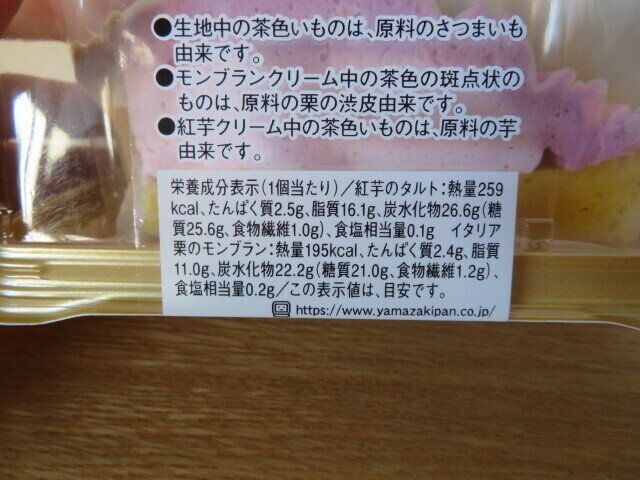 ●生地中の茶色いものは、原料のさつまいも
由来です。
●モンブランクリーム中の茶色の斑点状の
ものは、原料の栗の渋皮由来です。
●紅芋クリーム中の茶色いものは、原料の芋
由来です。
栄養成分表示(1個当たり)/紅芋のタルト:熱量259
kcal、たんぱく質2.5g、脂質16.1g、炭水化物26.6g(糖
質25.6g、食物繊維1.0g)、食塩相当量0.1g イタリア
栗のモンブラン:熱量195kcal、たんぱく質2.4g、脂質
11.0g、炭水化物22.2g(糖質21.0g、食物繊維1.2g)、
食塩相当量0.2g/この表示値は、目安です。
https://www.yamazakipan.co.jp/